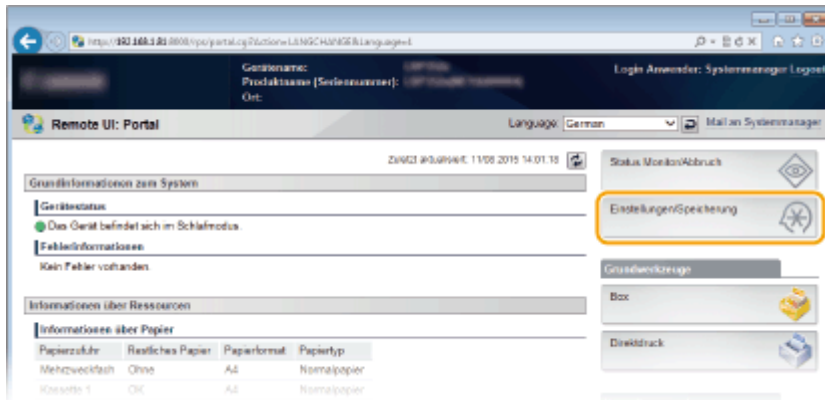 Gerätename:
Produktname (Seriennummer):
Ort:
Login Anwender: Systemmanager Logout
Remote UI: Portal
Language: German
Mail an Systemmanager
Zuletzt aktualisiert: 11/08 2015 14:01:18
Grundinformationen zum System
Gerätestatus
Das Gerät befindet sich im Schlafmodus.
Fehlerinformationen
Kein Fehler vorhanden.
Informationen über Ressourcen
Informationen über Papier
Papierzufuhr Restliches Papier Papierformat Papiertyp
Mehrzweckfach Ohne A4 Normalpapier
Kassette 1 OK A4 Normalpapier
Status Monitor/Abbruch
Einstellungen/Speicherung
Grundwerkzeuge
Box
Direktdruck